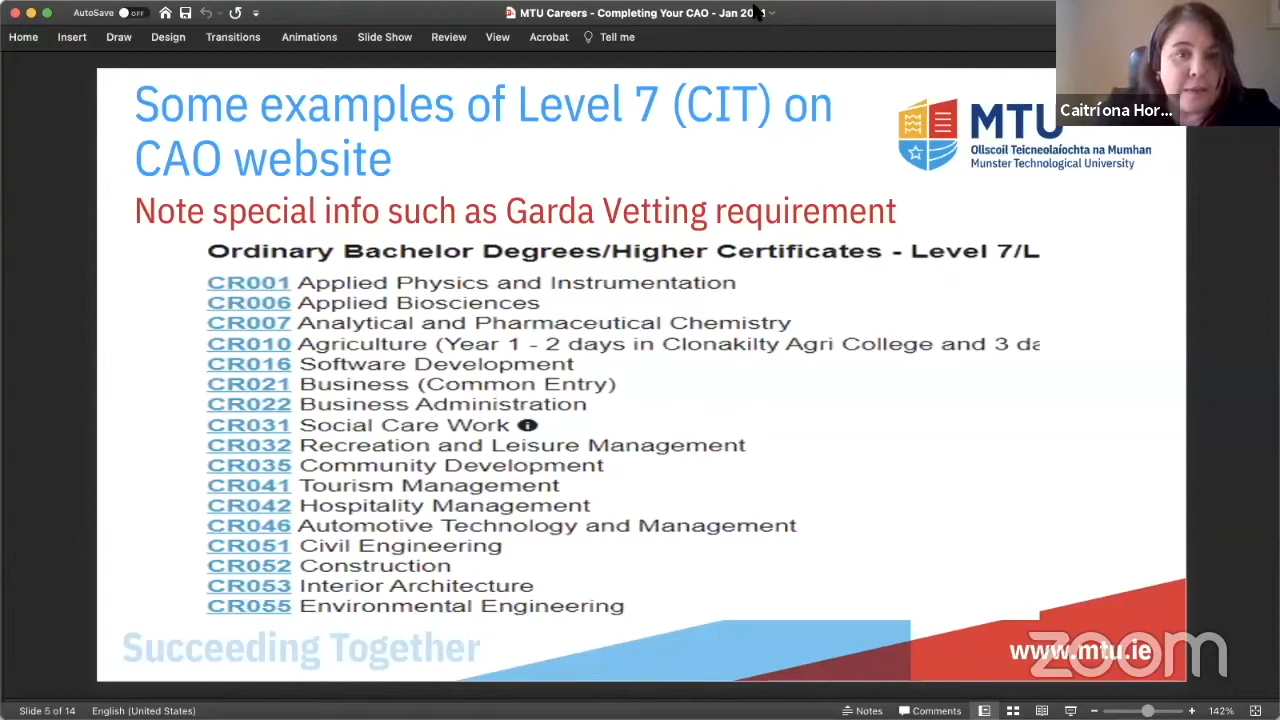 AutoSave OFF
MTU Careers - Completing Your CAO - Jan
Home Insert Draw Design Transitions Animations Slide Show Review View Acrobat Tell me
Caitríona Hor...
Some examples of Level 7 (CIT) on
CAO website
MTU
Ollscoil Teicneolaíochta na Mumhan
Munster Technological University
Note special info such as Garda Vetting requirement
Ordinary Bachelor Degrees/Higher Certificates - Level 7/L
CR001 Applied Physics and Instrumentation
CR006 Applied Biosciences
CR007 Analytical and Pharmaceutical Chemistry
CR010 Agriculture (Year 1 - 2 days in Clonakilty Agri College and 3 da
CR016 Software Development
CR021 Business (Common Entry)
CR022 Business Administration
CR031 Social Care Work
CR032 Recreation and Leisure Management
CR035 Community Development
CR041 Tourism Management
CR042 Hospitality Management
CR046 Automotive Technology and Management
CR051 Civil Engineering
CR052 Construction
CR053 Interior Architecture
CR055 Environmental Engineering
Succeeding Together
www.mtu.ie
zoom
Slide 5 of 14 English (United States) Notes Comments 142%